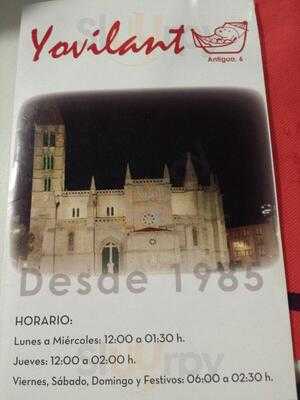 Yovilant
Antigua, 6
Desde 1985
HORARIO:
Lunes a Miércoles: 12:00 a 01:30 h.
Jueves: 12:00 a 02:00 h.
Viernes, Sábado, Domingo y Festivos: 06:00 a 02:30 h.